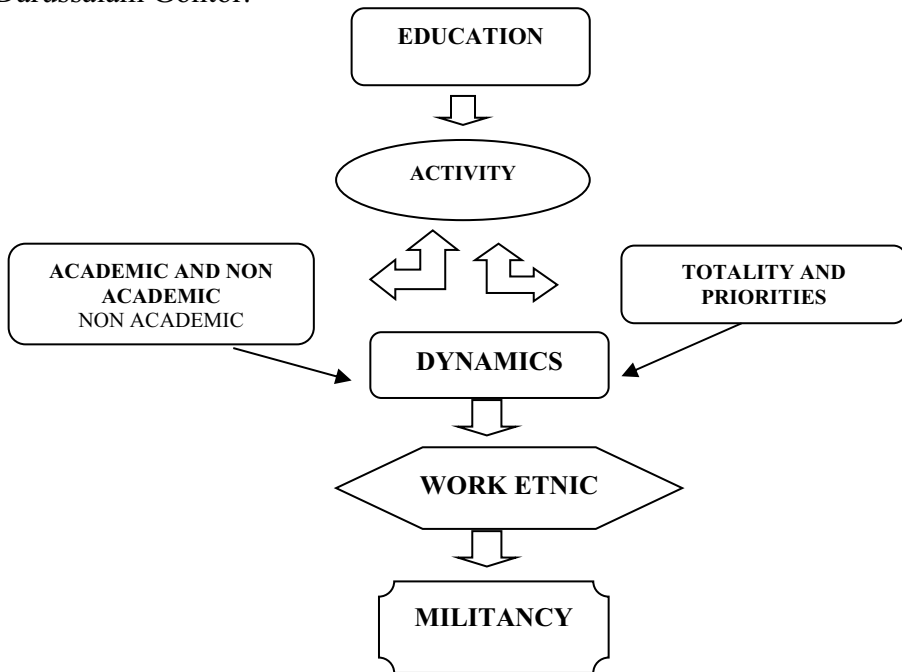 Darussalam Gontor.
EDUCATION
ACTIVITY
ACADEMIC AND NON
ACADEMIC
NON ACADEMIC
TOTALITY AND
PRIORITIES
DYNAMICS
WORK ETNIC
MILITANCY